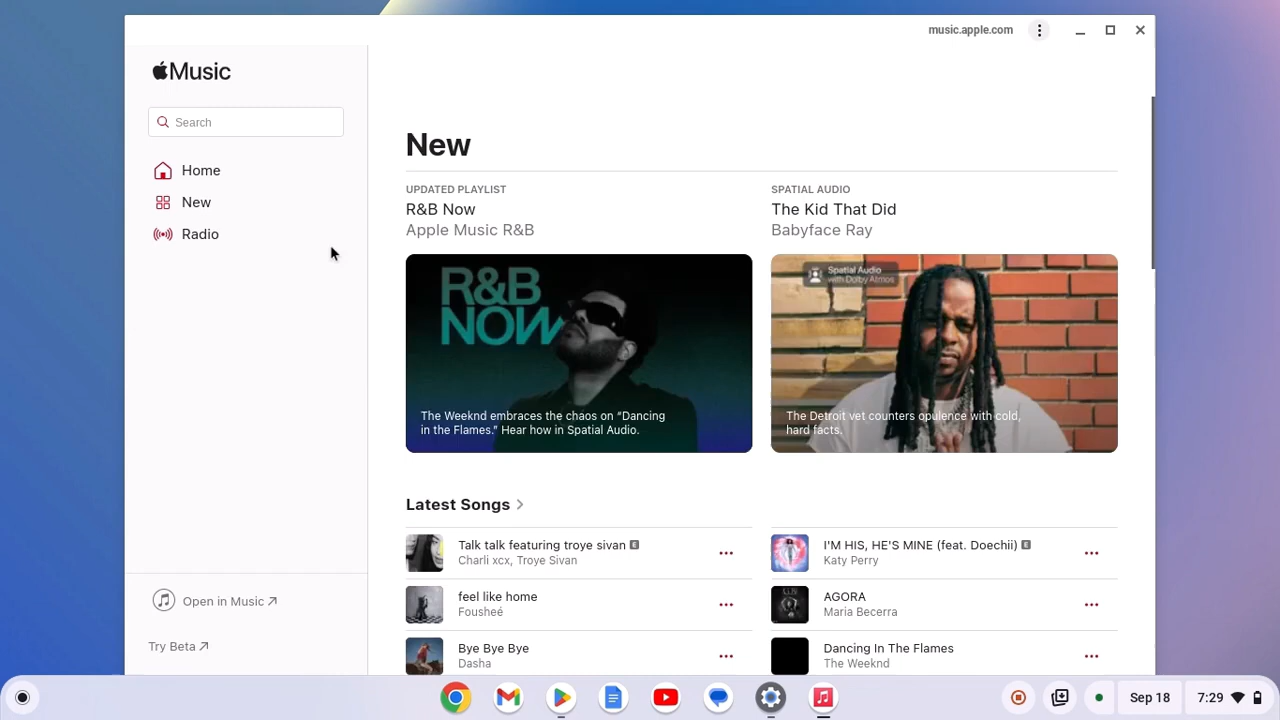 music.apple.com
Music
Search
Home
New
Radio
Open in Music
Try Beta
New
UPDATED PLAYLIST
R&B Now
Apple Music R&B
R&B
NOW
The Weeknd embraces the chaos on “Dancing
in the Flames.” Hear how in Spatial Audio.
SPATIAL AUDIO
The Kid That Did
Babyface Ray
Spatial Audio
with Dolby Atmos
The Detroit vet counters opulence with cold,
hard facts.
Latest Songs
Talk talk featuring troye sivan E
Charli xcx, Troye Sivan
feel like home
Fousheé
Bye Bye Bye
Dasha
I'M HIS, HE'S MINE (feat. Doechii) E
Katy Perry
AGORA
Maria Becerra
Dancing In The Flames
The Weeknd
Sep 18
7:29